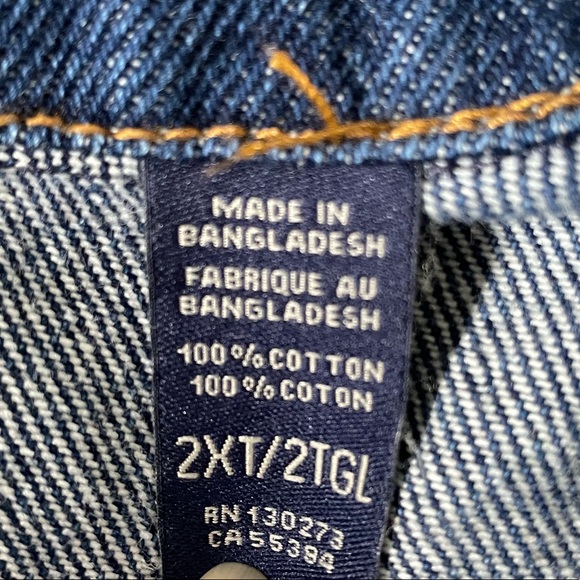 MADE IN
BANGLADESH
FABRIQUE AU
BANGLADESH
100% COTTON
100% COTON
2XT/2TGL
RN 130273
CA 55394